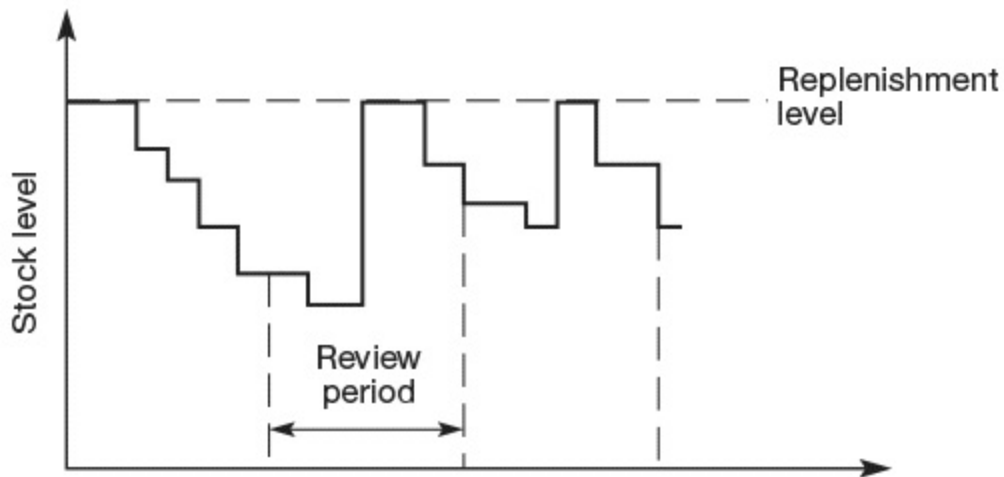 Replenishment
level
Stock level
Review
period